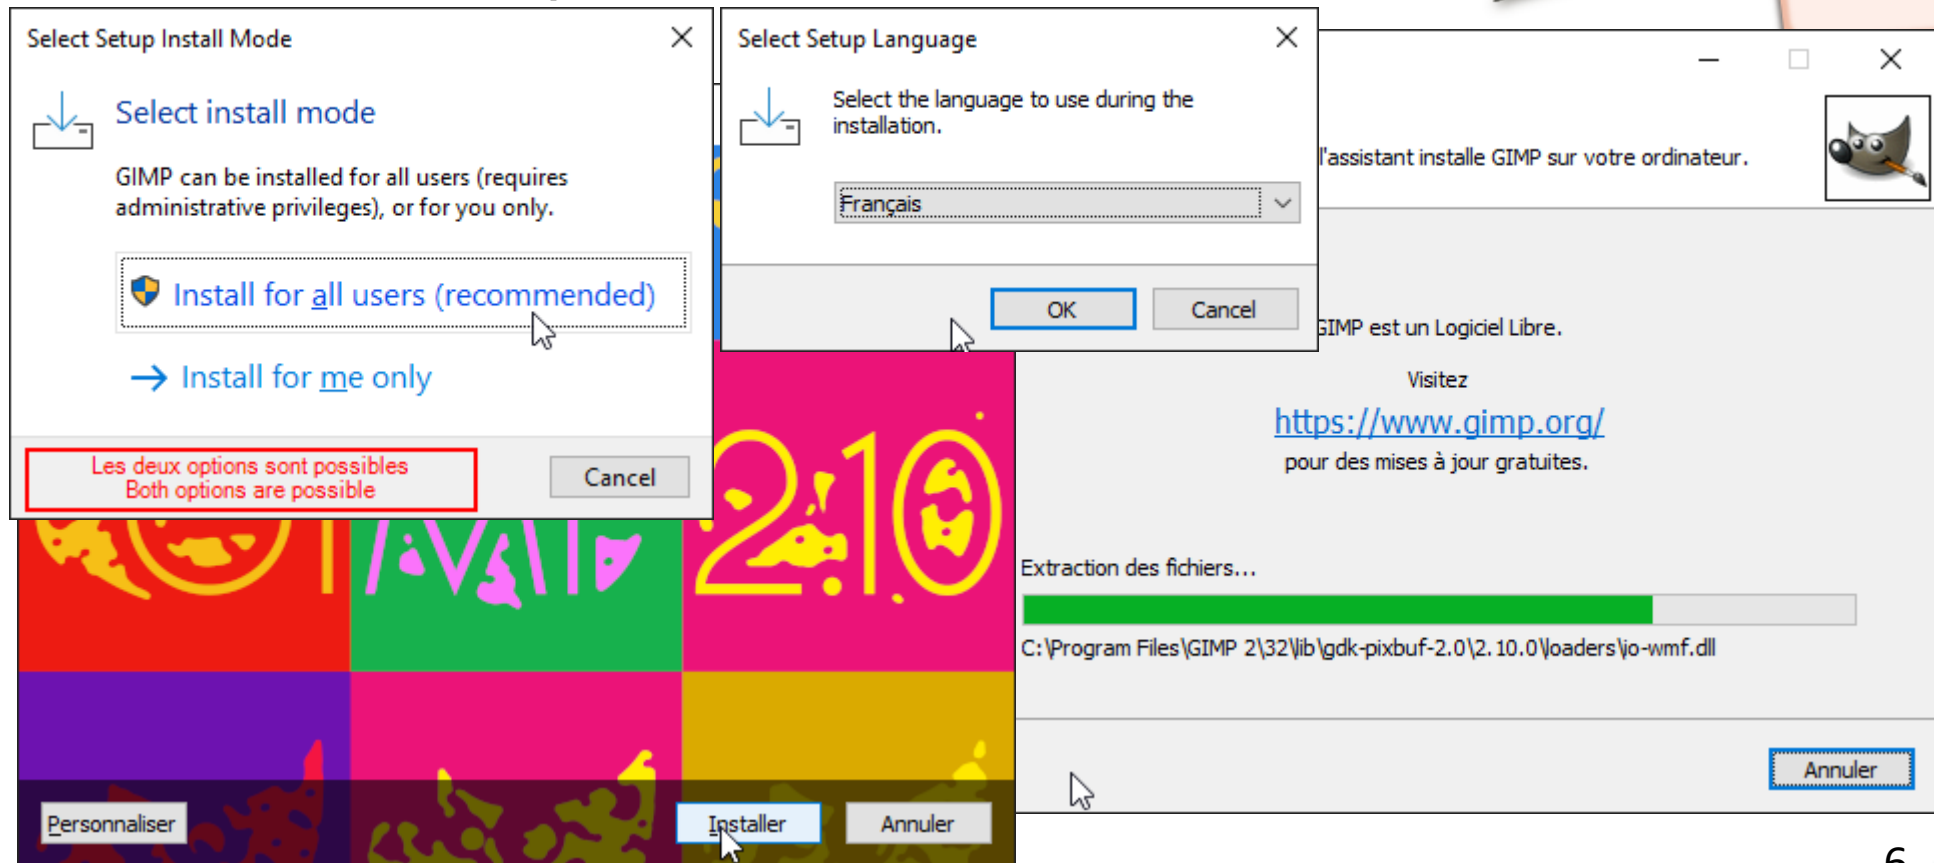 Select Setup Install Mode
Select install mode
GIMP can be installed for all users (requires
administrative privileges), or for you only.
Install for all users (recommended)
Install for me only
Les deux options sont possibles
Both options are possible
Cancel
Select Setup Language
Select the language to use during the
installation.
Français
OK
Cancel
l'assistant installe GIMP sur votre ordinateur.
GIMP est un Logiciel Libre.
Visitez
https://www.gimp.org/
pour des mises à jour gratuites.
Extraction des fichiers...
C:\Program Files\GIMP 2\32\lib\gdk-pixbuf-2.0\2.10.0\loaders\io-wmf.dll
Annuler
2.10
Personnaliser
Installer
Annuler